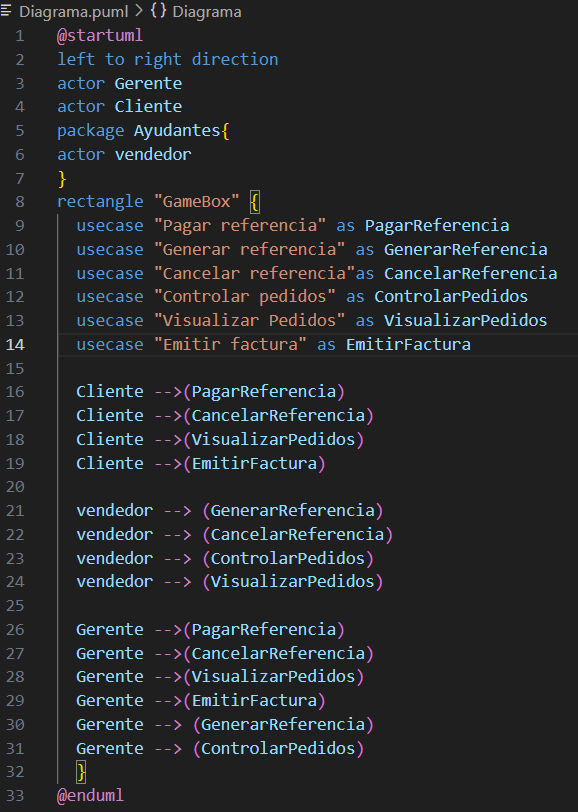 Diagrama.puml > {} Diagrama
1 @startuml
2 left to right direction
3 actor Gerente
4 actor Cliente
5 package Ayudantes{
6 actor vendedor
7 }
8 rectangle "GameBox" {
9 usecase "Pagar referencia" as PagarReferencia
10 usecase "Generar referencia" as GenerarReferencia
11 usecase "Cancelar referencia"as CancelarReferencia
12 usecase "Controlar pedidos" as ControlarPedidos
13 usecase "Visualizar Pedidos" as VisualizarPedidos
14 usecase "Emitir factura" as EmitirFactura
15
16 Cliente -->(PagarReferencia)
17 Cliente -->(CancelarReferencia)
18 Cliente -->(VisualizarPedidos)
19 Cliente -->(EmitirFactura)
20
21 vendedor --> (GenerarReferencia)
22 vendedor --> (CancelarReferencia)
23 vendedor --> (ControlarPedidos)
24 vendedor --> (VisualizarPedidos)
25
26 Gerente -->(PagarReferencia)
27 Gerente -->(CancelarReferencia)
28 Gerente -->(VisualizarPedidos)
29 Gerente -->(EmitirFactura)
30 Gerente --> (GenerarReferencia)
31 Gerente --> (ControlarPedidos)
32 }
33 @enduml